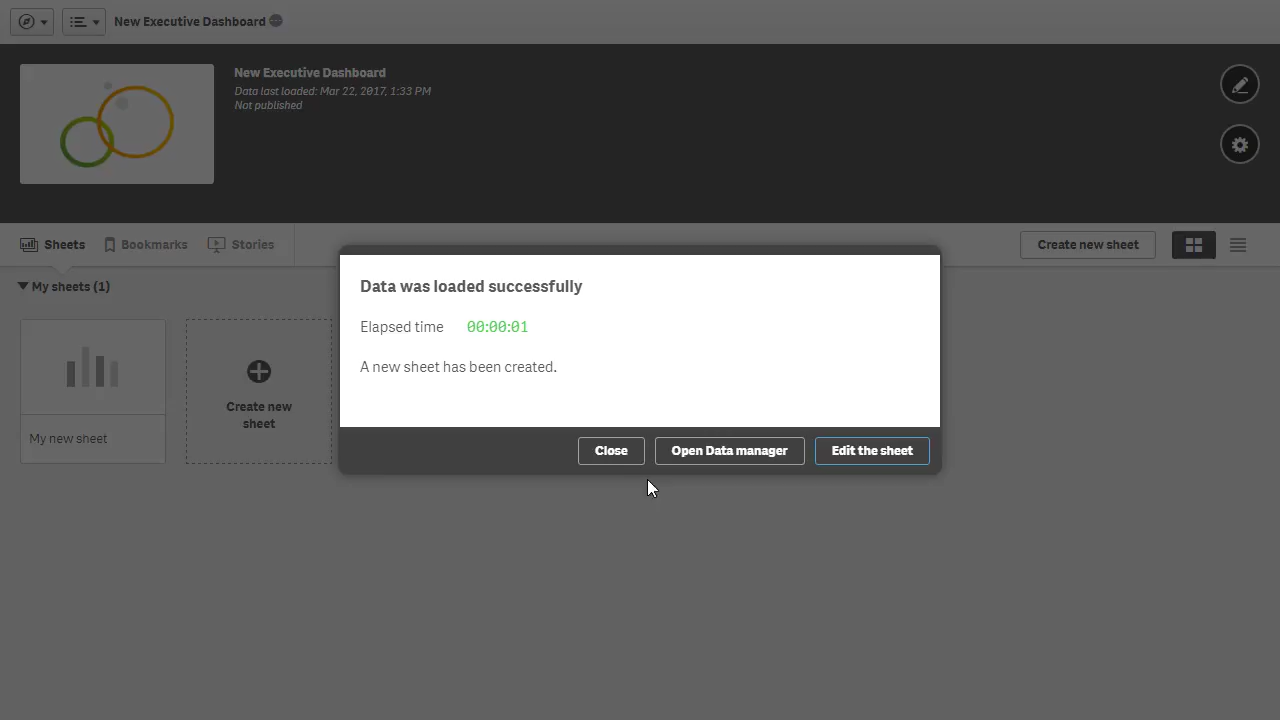 New Executive Dashboard
New Executive Dashboard
Data last loaded: Mar 22, 2017, 1:33 PM
Not published
Sheets
Bookmarks
Stories
Create new sheet
My sheets (1)
My new sheet
Create new
sheet
Data was loaded successfully
Elapsed time 00:00:01
A new sheet has been created.
Close
Open Data manager
Edit the sheet